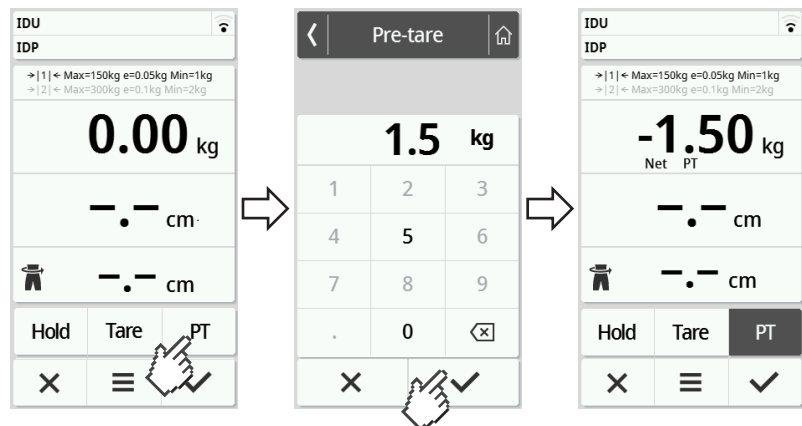 IDU
IDP
→|1|← Max=150kg e=0.05kg Min=1kg
→|2|← Max=300kg e=0.1kg Min=2kg
0.00 kg
-.- cm
-.- cm
Hold Tare PT
Pre-tare
1.5 kg
1 2 3
4 5 6
7 8 9
. 0
IDU
IDP
→|1|← Max=150kg e=0.05kg Min=1kg
→|2|← Max=300kg e=0.1kg Min=2kg
-1.50 kg
Net PT
-.- cm
-.- cm
Hold Tare PT